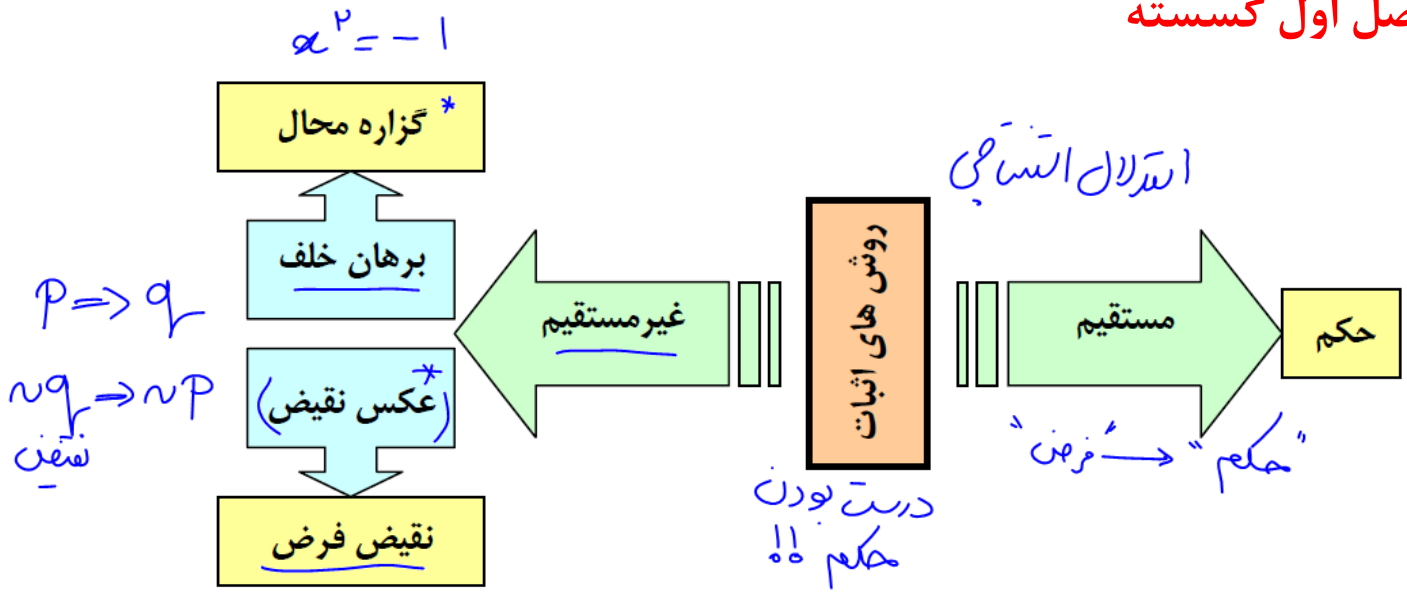 صل اول گسسته
x² = -1
گزاره محال *
استدلال استنتاجی
برهان خلف
روش های اثبات
غیرمستقیم
مستقیم
حکم
p => q
~q => ~p
نقیض
(عکس نقیض*)
"فرض" → "حکم"
درست بودن
حکم !!
نقیض فرض